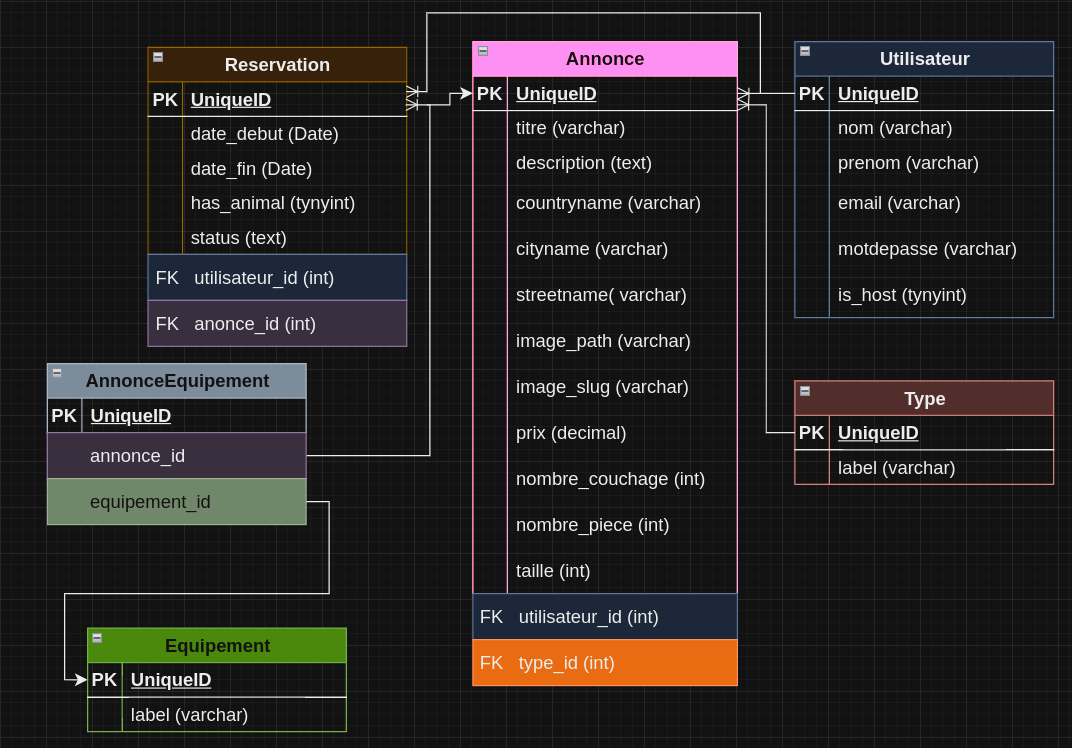 Reservation
PK UniqueID
date_debut (Date)
date_fin (Date)
has_animal (tynyint)
status (text)
FK utilisateur_id (int)
FK anonce_id (int)
AnnonceEquipement
PK UniqueID
annonce_id
equipement_id
Equipement
PK UniqueID
label (varchar)
Annonce
PK UniqueID
titre (varchar)
description (text)
countryname (varchar)
cityname (varchar)
streetname( varchar)
image_path (varchar)
image_slug (varchar)
prix (decimal)
nombre_couchage (int)
nombre_piece (int)
taille (int)
FK utilisateur_id (int)
FK type_id (int)
Utilisateur
PK UniqueID
nom (varchar)
prenom (varchar)
email (varchar)
motdepasse (varchar)
is_host (tynyint)
Type
PK UniqueID
label (varchar)